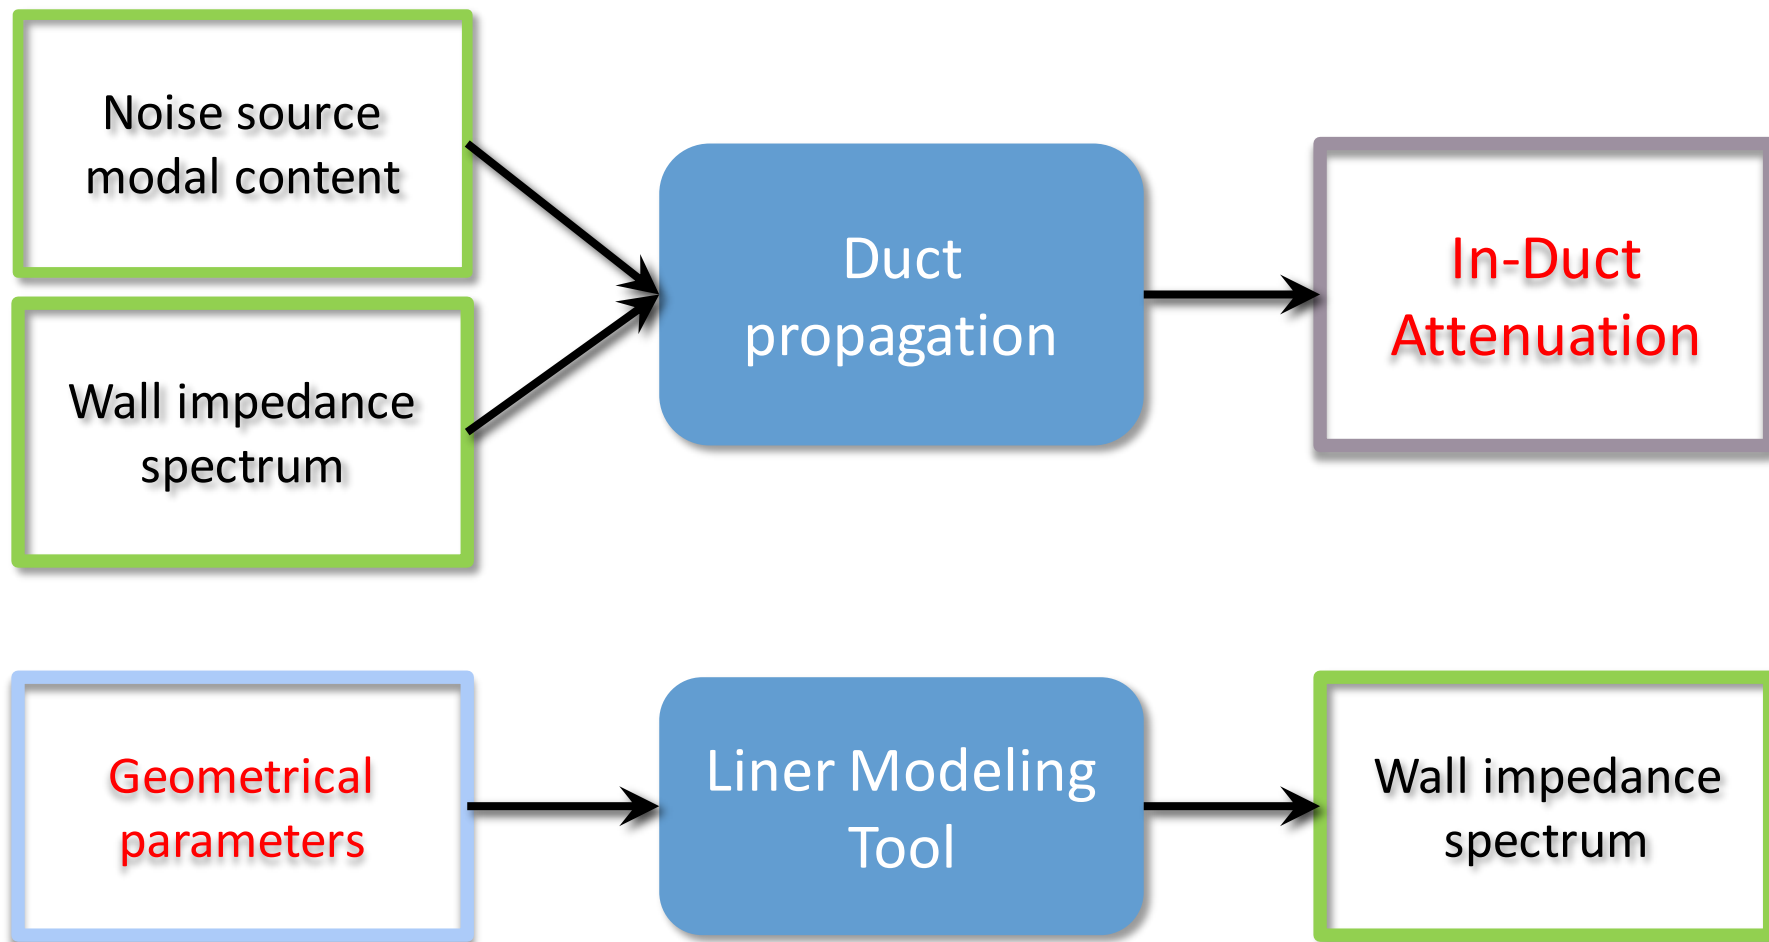 Noise source
modal content
Wall impedance
spectrum
Duct
propagation
In-Duct
Attenuation
Geometrical
parameters
Liner Modeling
Tool
Wall impedance
spectrum